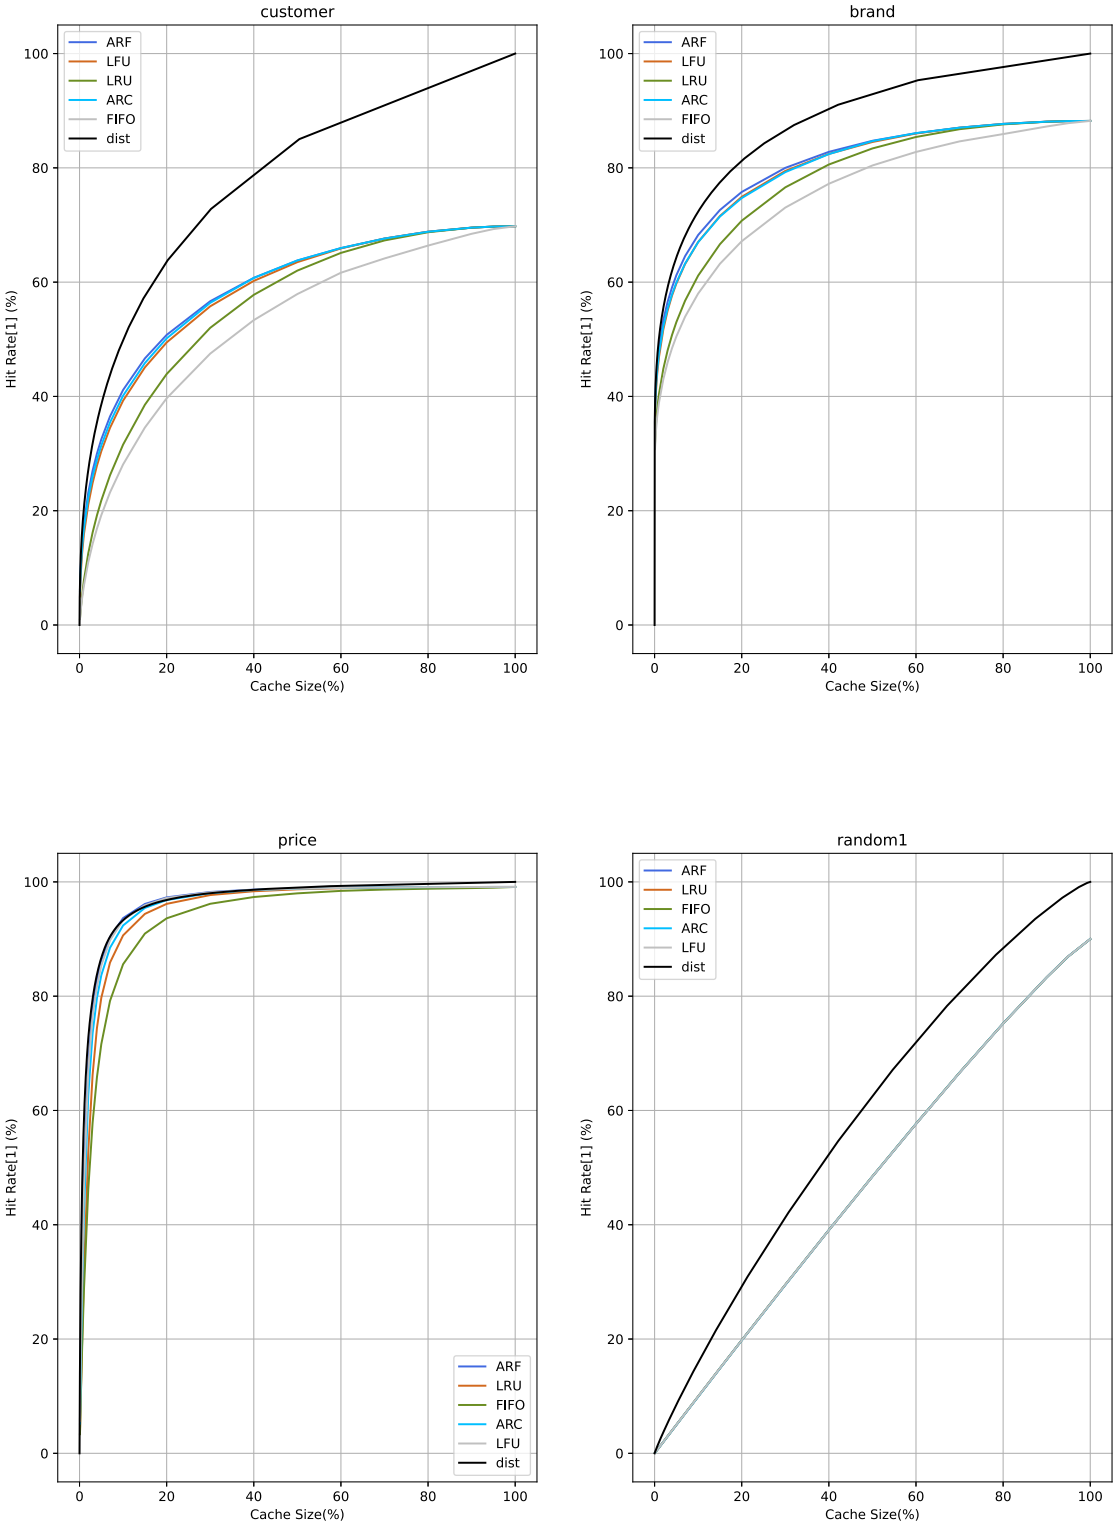 customer
ARF
LFU
LRU
ARC
FIFO
dist
100
80
60
40
20
0
Hit Rate[1] (%)
0 20 40 60 80 100
Cache Size(%)
brand
ARF
LFU
LRU
ARC
FIFO
dist
100
80
60
40
20
0
Hit Rate[1] (%)
0 20 40 60 80 100
Cache Size(%)
price
100
80
60
40
20
0
Hit Rate[1] (%)
ARF
LRU
FIFO
ARC
LFU
dist
0 20 40 60 80 100
Cache Size(%)
random1
ARF
LRU
FIFO
ARC
LFU
dist
100
80
60
40
20
0
Hit Rate[1] (%)
0 20 40 60 80 100
Cache Size(%)